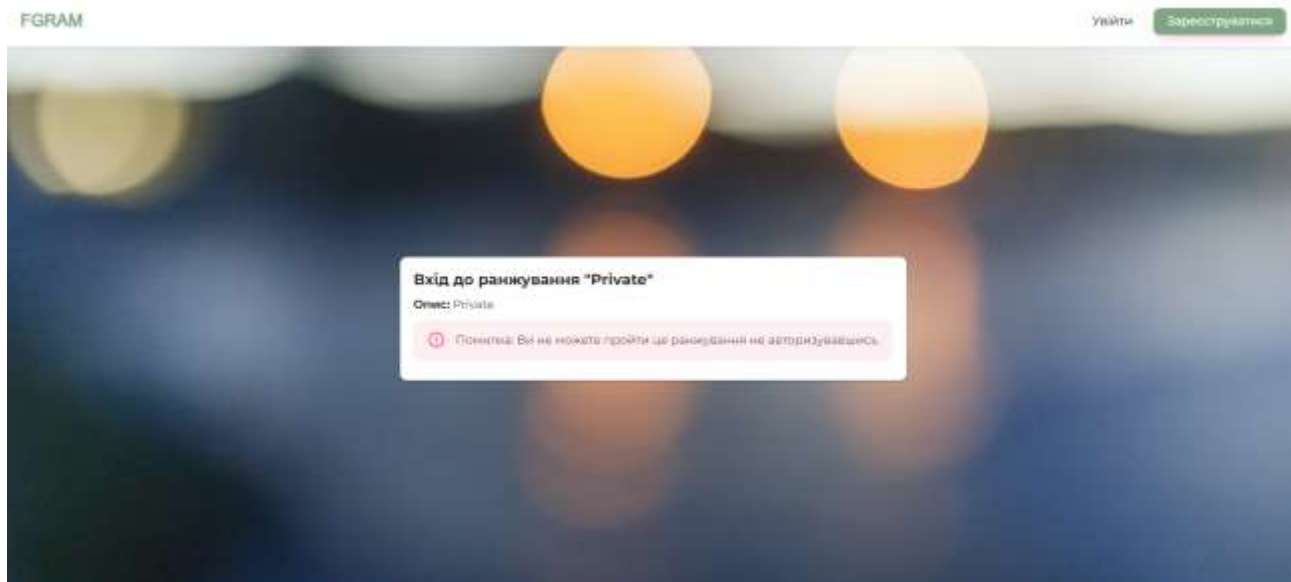 FGRAM
Увійти
Зареєструватися
Вхід до ранжування "Private"
Опис: Private
Помилка: Ви не можете пройти це ранжування не авторизувавшись.